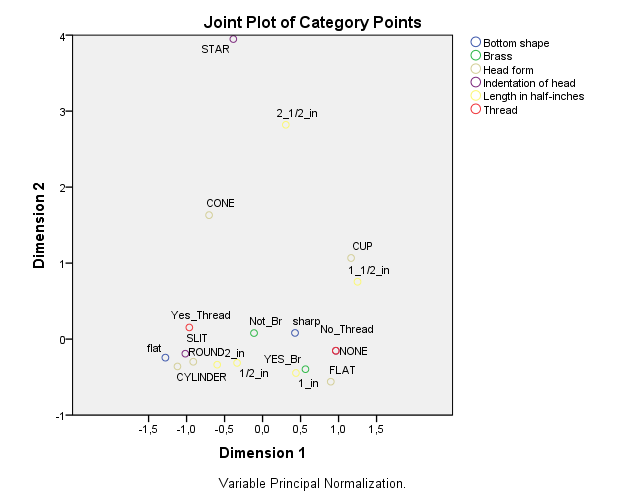 Joint Plot of Category Points
4
3
2
1
0
-1
Dimension 2
STAR
2_1/2_in
CONE
CUP
1_1/2_in
Yes_Thread
Not_Br
sharp
No_Thread
SLIT
flat
ROUND
2_in
YES_Br
NONE
CYLINDER
1/2_in
FLAT
1_in
-1,5 -1,0 -0,5 0,0 0,5 1,0 1,5
Dimension 1
Variable Principal Normalization.
Bottom shape
Brass
Head form
Indentation of head
Length in half-inches
Thread